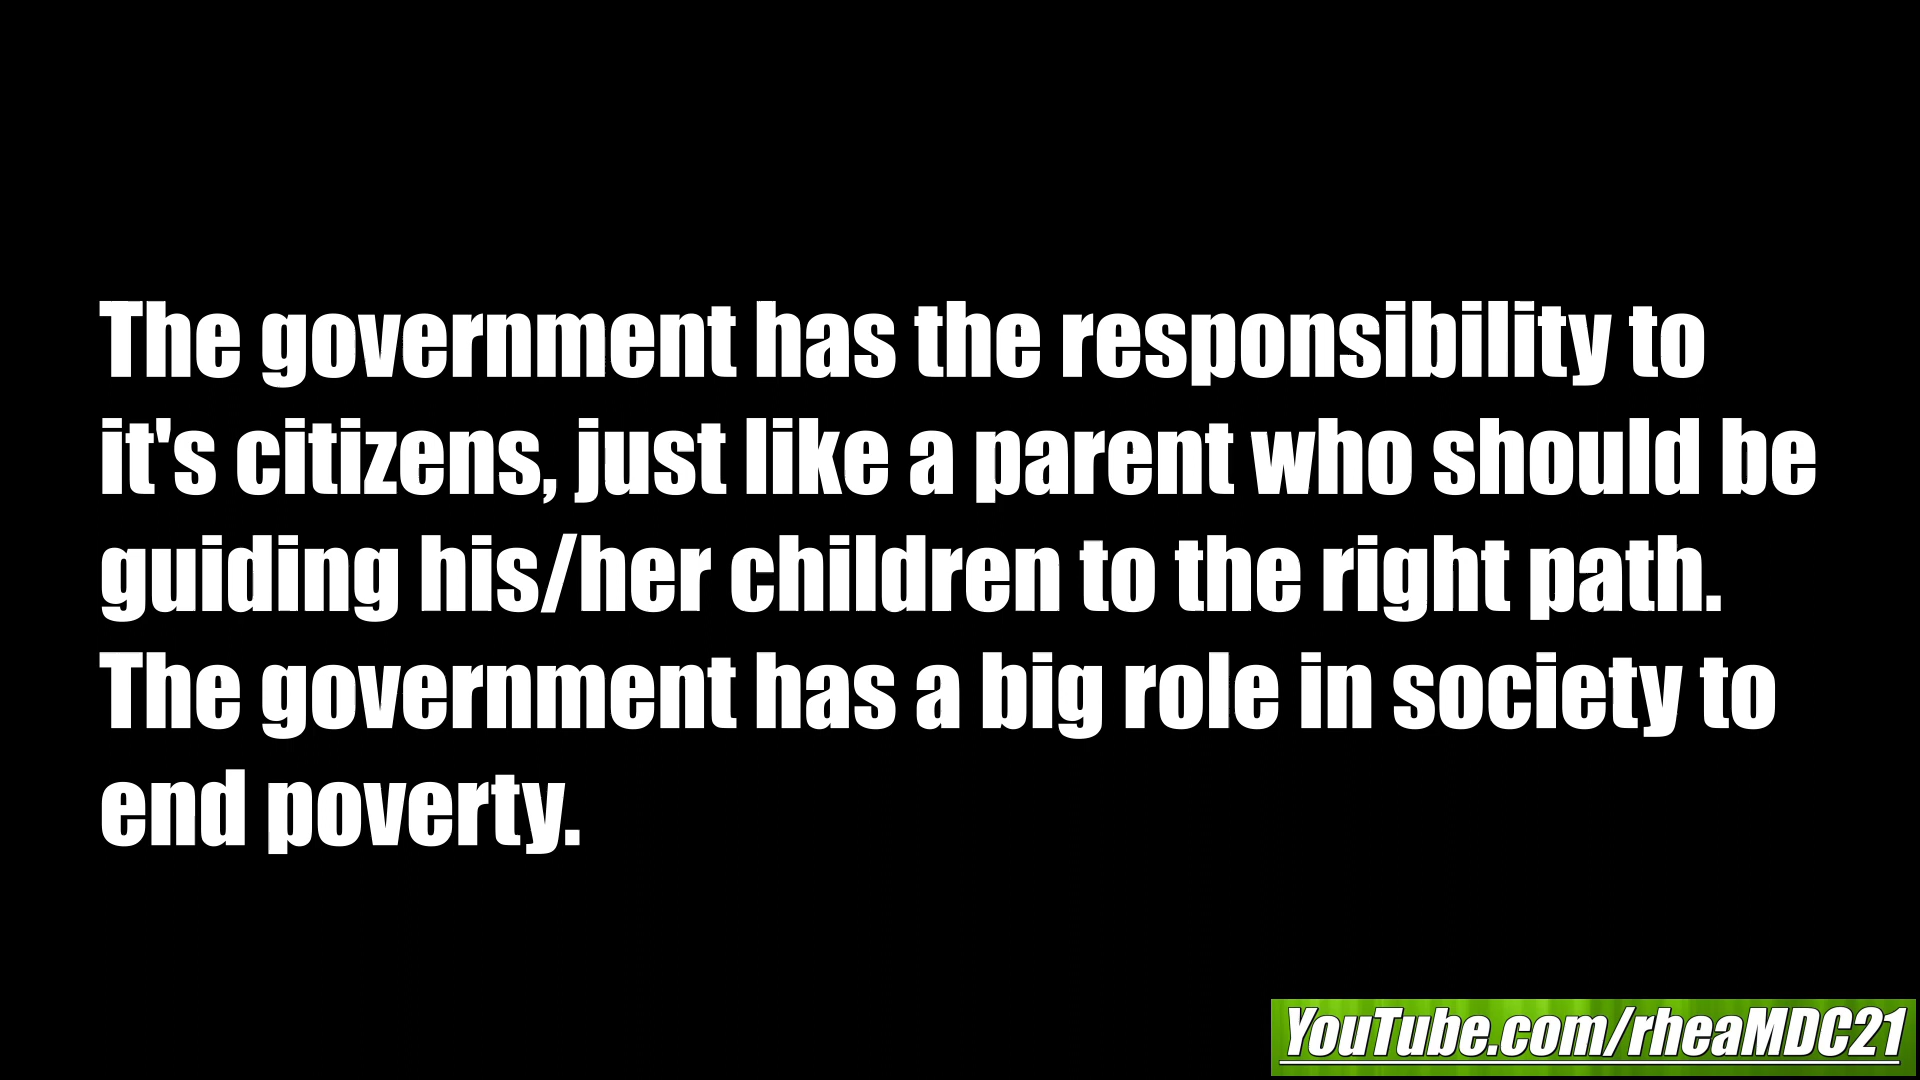 The government has the responsibility to
it's citizens, just like a parent who should be
guiding his/her children to the right path.
The government has a big role in society to
end poverty.
YouTube.com/rheaMDC21